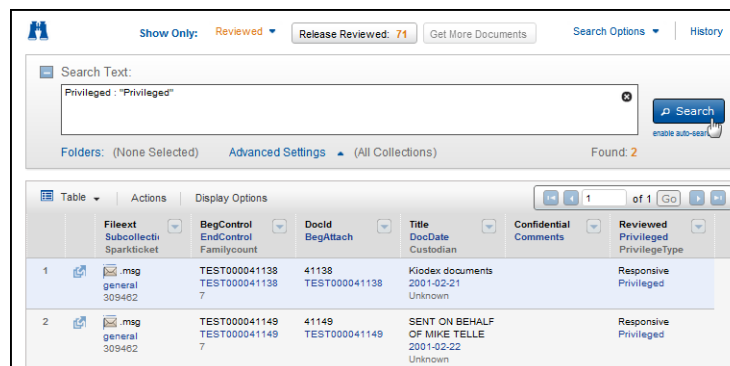 Show Only: Reviewed Release Reviewed: 71 Get More Documents Search Options History
Search Text:
Privileged : "Privileged"
Search
enable auto-sear
Folders: (None Selected) Advanced Settings (All Collections) Found: 2
Table Actions Display Options 1 of 1 Go
Fileext BegControl DocId Title Confidential Reviewed
Subcollecti EndControl BegAttach DocDate Comments Privileged
Sparkticket Familycount Custodian PrivilegeType
1 .msg TEST000041138 41138 Kiodex documents Responsive
general TEST000041138 TEST000041138 2001-02-21 Privileged
309462 7 Unknown
2 .msg TEST000041149 41149 SENT ON BEHALF Responsive
general TEST000041149 TEST000041149 OF MIKE TELLE Privileged
309462 7 2001-02-22
Unknown